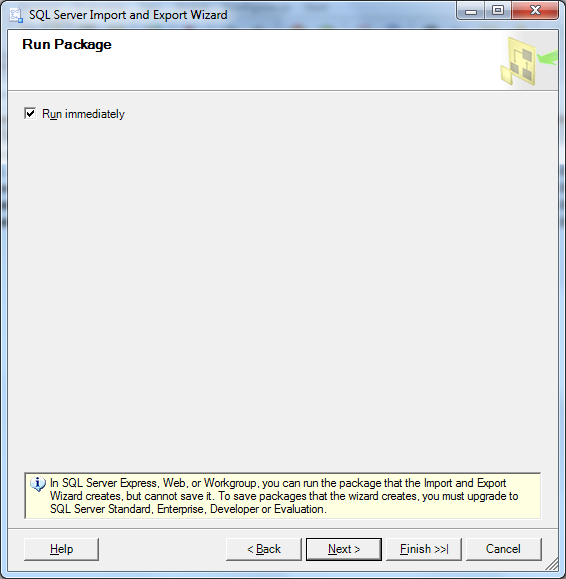 SQL Server Import and Export Wizard
Run Package
Run immediately
In SQL Server Express, Web, or Workgroup, you can run the package that the Import and Export
Wizard creates, but cannot save it. To save packages that the wizard creates, you must upgrade to
SQL Server Standard, Enterprise, Developer or Evaluation.
Help
< Back
Next >
Finish >>|
Cancel